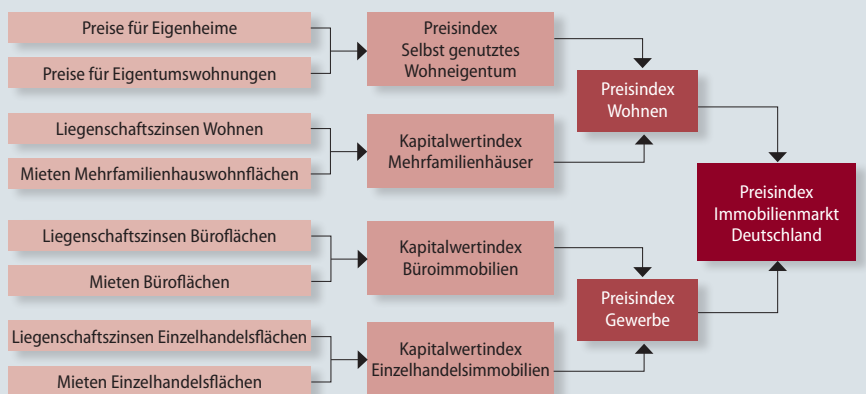 Preise für Eigenheime
Preise für Eigentumswohnungen
Liegenschaftszinsen Wohnen
Mieten Mehrfamilienhauswohnflächen
Liegenschaftszinsen Büroflächen
Mieten Büroflächen
Liegenschaftszinsen Einzelhandelsflächen
Mieten Einzelhandelsflächen
Preisindex
Selbst genutztes
Wohneigentum
Kapitalwertindex
Mehrfamilienhäuser
Kapitalwertindex
Büroimmobilien
Kapitalwertindex
Einzelhandelsimmobilien
Preisindex
Wohnen
Preisindex
Gewerbe
Preisindex
Immobilienmarkt
Deutschland